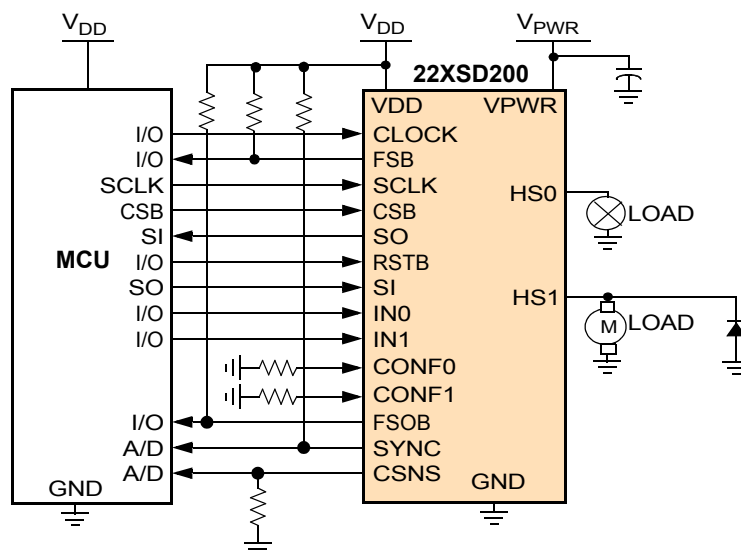 VDD
VDD
VPWR
22XSD200
VDD
VPWR
I/O
CLOCK
I/O
FSB
SCLK
SCLK
HS0
CSB
CSB
LOAD
SI
SO
MCU
I/O
RSTB
SO
SI
HS1
I/O
IN0
M
LOAD
I/O
IN1
CONF0
CONF1
I/O
FSOB
A/D
SYNC
A/D
CSNS
GND
GND